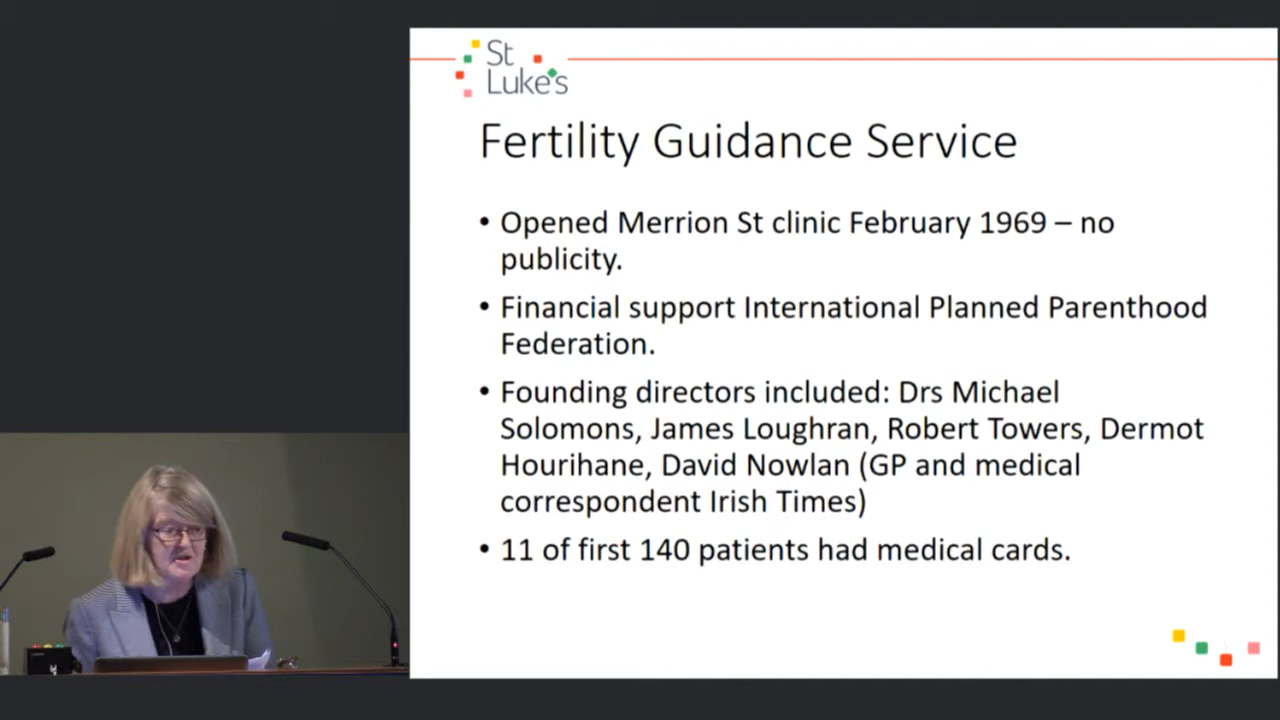 St
Luke's
Fertility Guidance Service
• Opened Merrion St clinic February 1969 – no
publicity.
• Financial support International Planned Parenthood
Federation.
• Founding directors included: Drs Michael
Solomons, James Loughran, Robert Towers, Dermot
Hourihane, David Nowlan (GP and medical
correspondent Irish Times)
• 11 of first 140 patients had medical cards.